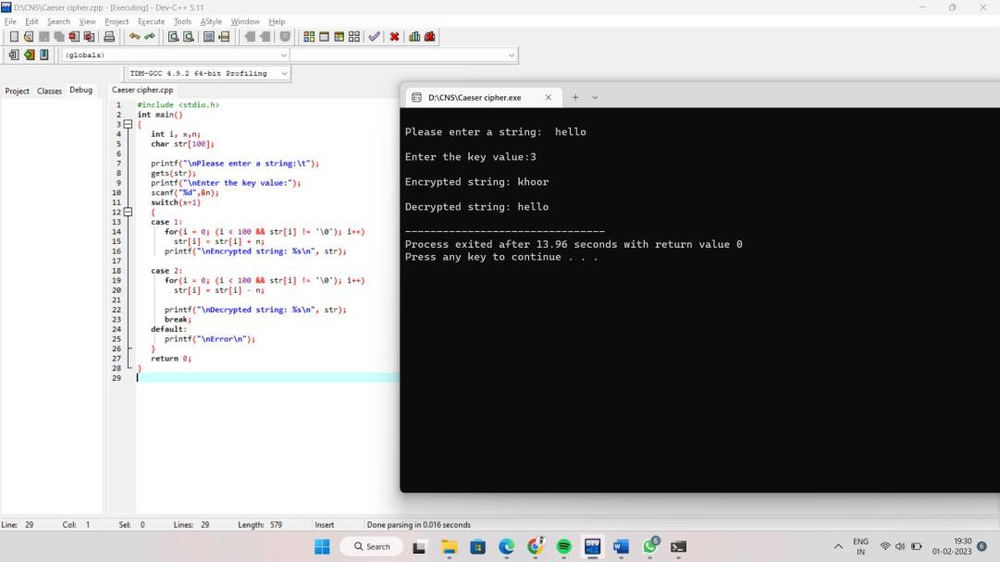 D:\CNS\Caeser cipher.cpp - [Executing] - Dev-C++ 5.11
File Edit Search View Project Execute Tools AStyle Window Help
(globals)
TDM-GCC 4.9.2 64-bit Profiling
Project Classes Debug
Caeser cipher.cpp
1 #include <stdio.h>
2 int main()
3 {
4 int i, x,n;
5 char str[100];
6
7 printf("\nPlease enter a string:\t");
8 gets(str);
9 printf("\nEnter the key value:");
10 scanf("%d",&n);
11 switch(x=1)
12 {
13 case 1:
14 for(i = 0; (i < 100 && str[i] != '\0'); i++)
15 str[i] = str[i] + n;
16 printf("\nEncrypted string: %s\n", str);
17
18 case 2:
19 for(i = 0; (i < 100 && str[i] != '\0'); i++)
20 str[i] = str[i] - n;
21
22 printf("\nDecrypted string: %s\n", str);
23 break;
24 default:
25 printf("\nError\n");
26 }
27 return 0;
28 }
29
D:\CNS\Caeser cipher.exe
Please enter a string:  hello
Enter the key value:3
Encrypted string: khoor
Decrypted string: hello
--------------------------------
Process exited after 13.96 seconds with return value 0
Press any key to continue . . .
Line: 29 Col: 1 Sel: 0 Lines: 29 Length: 579 Insert Done parsing in 0.016 seconds
Search
6
ENG
IN
19:30
01-02-2023
6